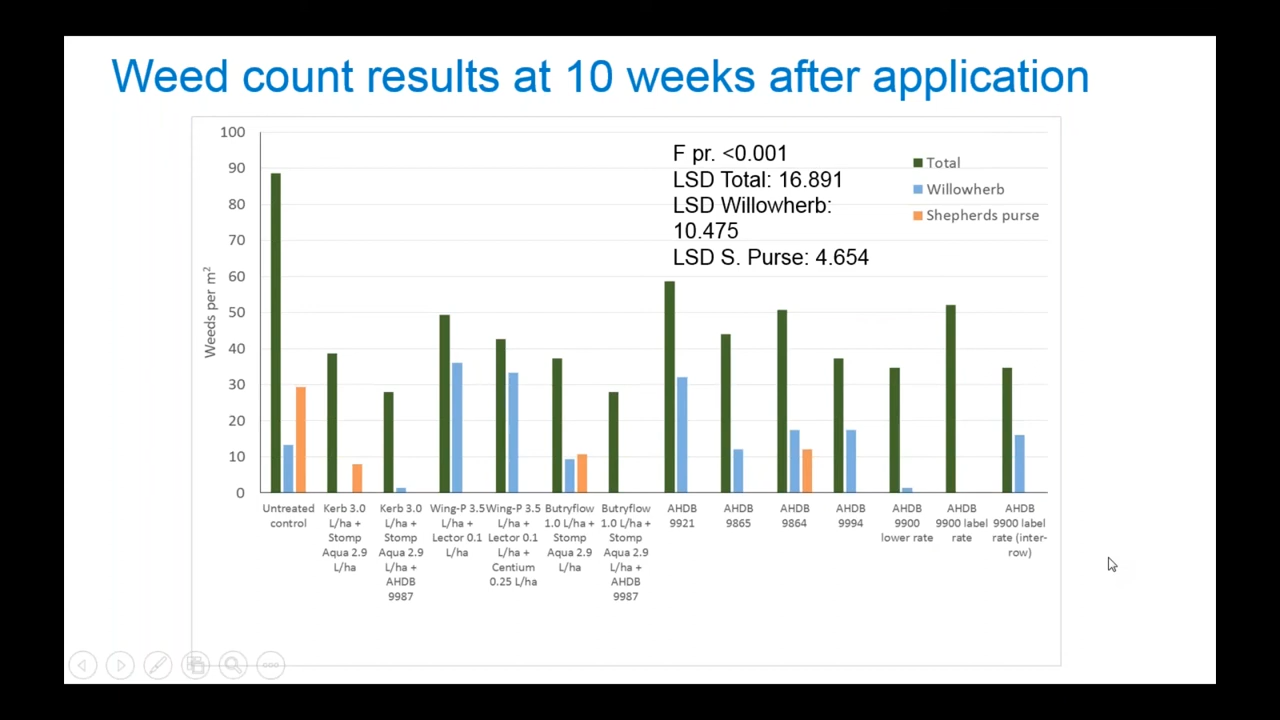 Weed count results at 10 weeks after application
100
90
80
70
60
50
40
30
20
10
0
Weeds per m²
F pr. <0.001
LSD Total: 16.891
LSD Willowherb:
10.475
LSD S. Purse: 4.654
Total
Willowherb
Shepherds purse
Untreated
control
Kerb 3.0
L/ha +
Stomp
Aqua 2.9
L/ha
Kerb 3.0
L/ha +
Stomp
Aqua 2.9
L/ha +
AHDB
9987
Wing-P 3.5
L/ha +
Lector 0.1
L/ha
Wing-P 3.5
L/ha +
Lector 0.1
L/ha +
Centium
0.25 L/ha
Butryflow
1.0 L/ha +
Stomp
Aqua 2.9
L/ha
Butryflow
1.0 L/ha +
Stomp
Aqua 2.9
L/ha +
AHDB
9987
AHDB
9921
AHDB
9865
AHDB
9864
AHDB
9994
AHDB
9900
lower rate
AHDB
9900 label
rate
AHDB
9900 label
rate (inter-
row)